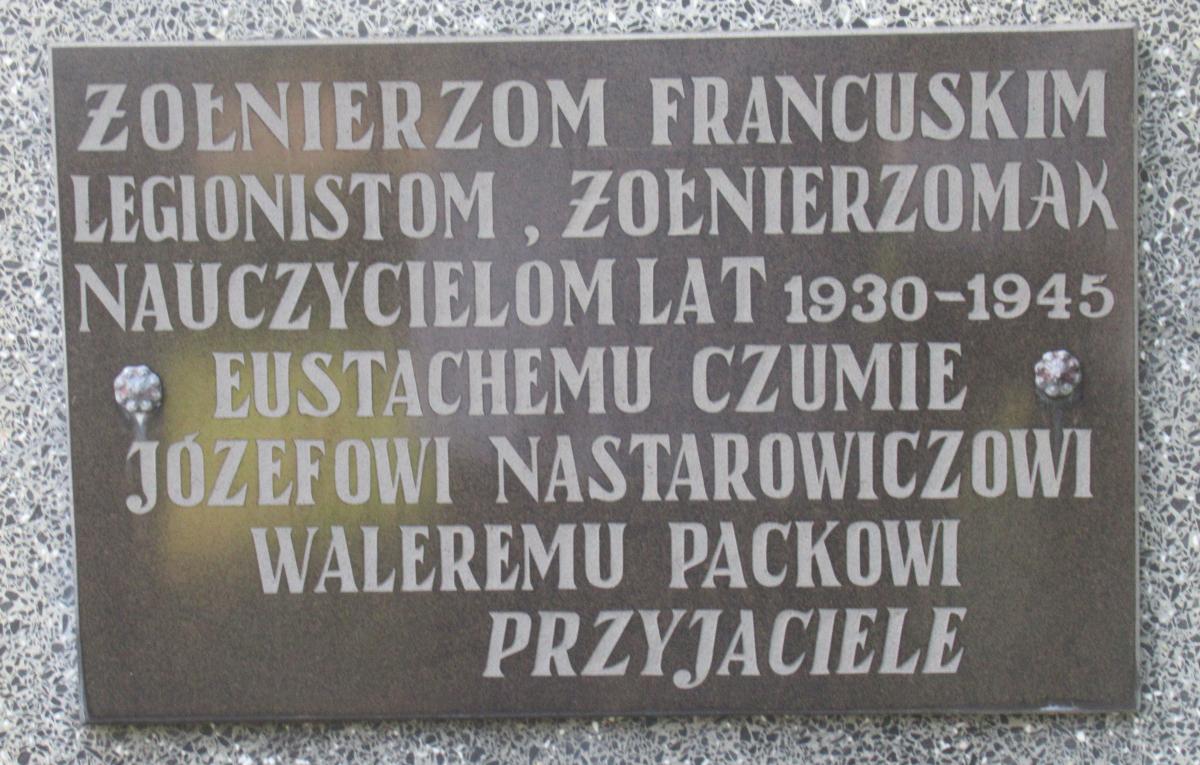 ŻOŁNIERZOM FRANCUSKIM
LEGIONISTOM, ŻOŁNIERZOM AK
NAUCZYCIELOM LAT 1930-1945
EUSTACHEMU CZUMIE
JÓZEFOWI NASTAROWICZOWI
WALEREMU PACKOWI
PRZYJACIELE